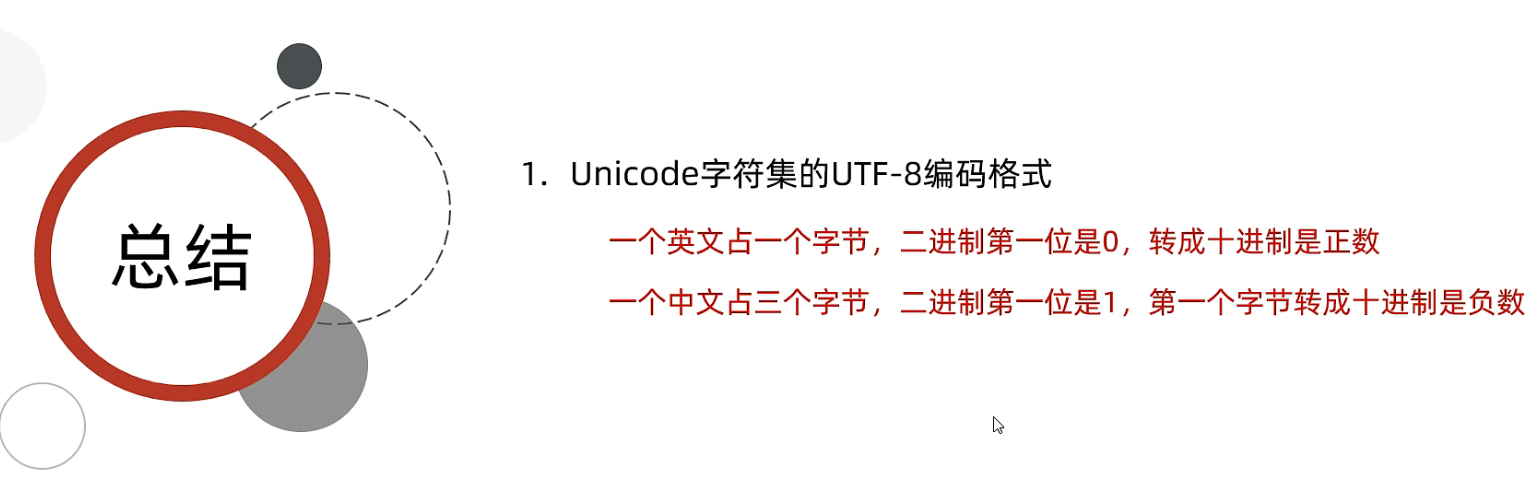 总结
1. Unicode字符集的UTF-8编码格式
一个英文占一个字节，二进制第一位是0，转成十进制是正数
一个中文占三个字节，二进制第一位是1，第一个字节转成十进制是负数